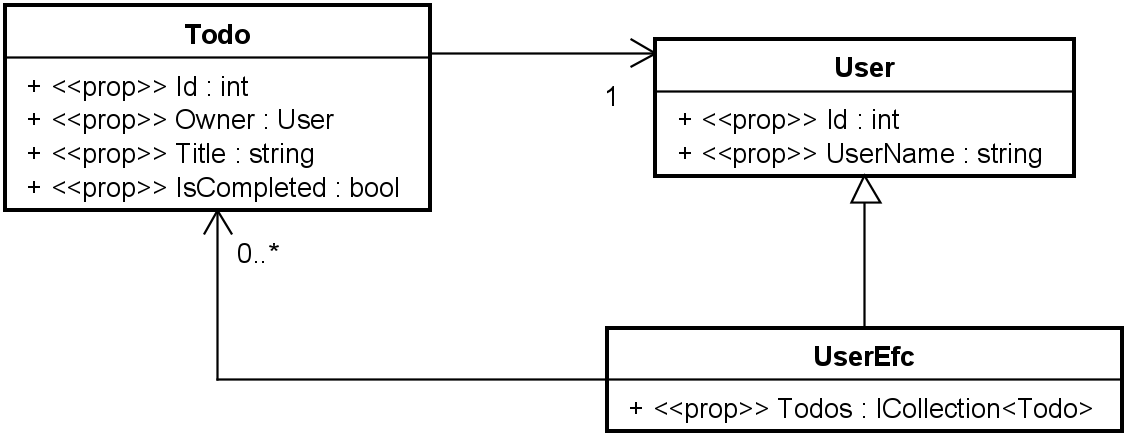 Todo
+ <<prop>> Id : int
+ <<prop>> Owner : User
+ <<prop>> Title : string
+ <<prop>> IsCompleted : bool
1
User
+ <<prop>> Id : int
+ <<prop>> UserName : string
0..*
UserEfc
+ <<prop>> Todos : ICollection<Todo>